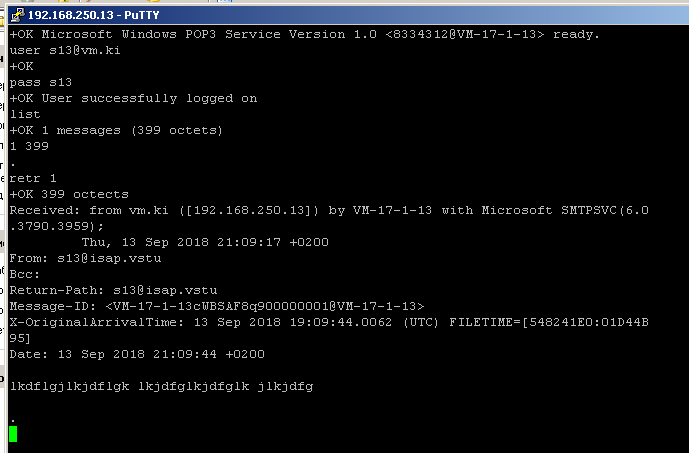 192.168.250.13 - PuTTY
+OK Microsoft Windows POP3 Service Version 1.0 <8334312@VM-17-1-13> ready.
user s13@vm.ki
+OK
pass s13
+OK User successfully logged on
list
+OK 1 messages (399 octets)
1 399
.
retr 1
+OK 399 octects
Received: from vm.ki ([192.168.250.13]) by VM-17-1-13 with Microsoft SMTPSVC(6.0
.3790.3959);
Thu, 13 Sep 2018 21:09:17 +0200
From: s13@isap.vstu
Bcc:
Return-Path: s13@isap.vstu
Message-ID: <VM-17-1-13cWBSAF8q900000001@VM-17-1-13>
X-OriginalArrivalTime: 13 Sep 2018 19:09:44.0062 (UTC) FILETIME=[548241E0:01D44B
95]
Date: 13 Sep 2018 21:09:44 +0200
lkdflgjlkjdflgk lkjdfglkjdfglk jlkjdfg
.